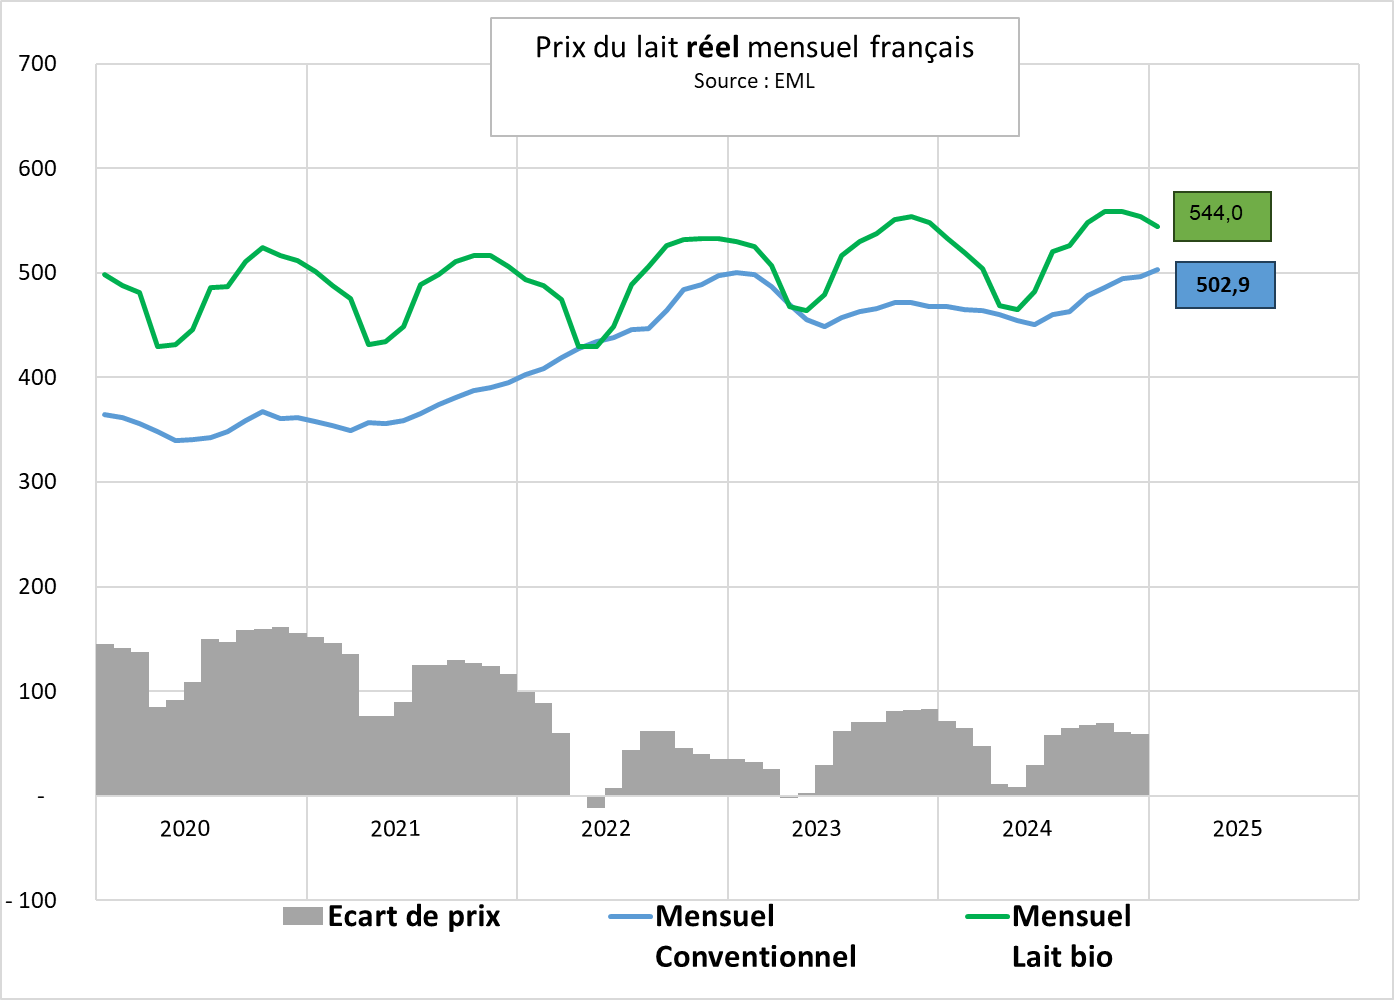 Prix du lait réel mensuel français
Source : EML
700
600
500
400
300
200
100
-
- 100
544,0
502,9
2020
2021
2022
2023
2024
2025
Ecart de prix
Mensuel
Conventionnel
Mensuel
Lait bio